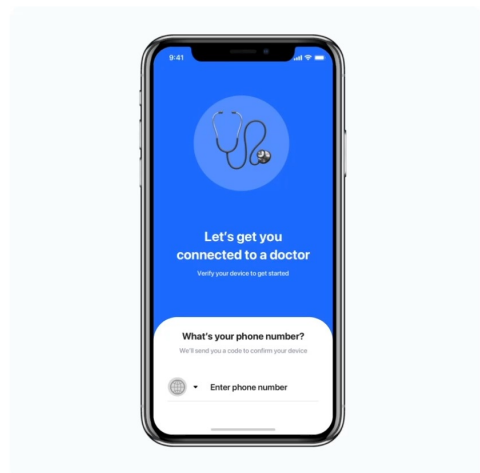 9:41
Let's get you
connected to a doctor
Verify your device to get started
What's your phone number?
We'll send you a code to confirm your device
Enter phone number